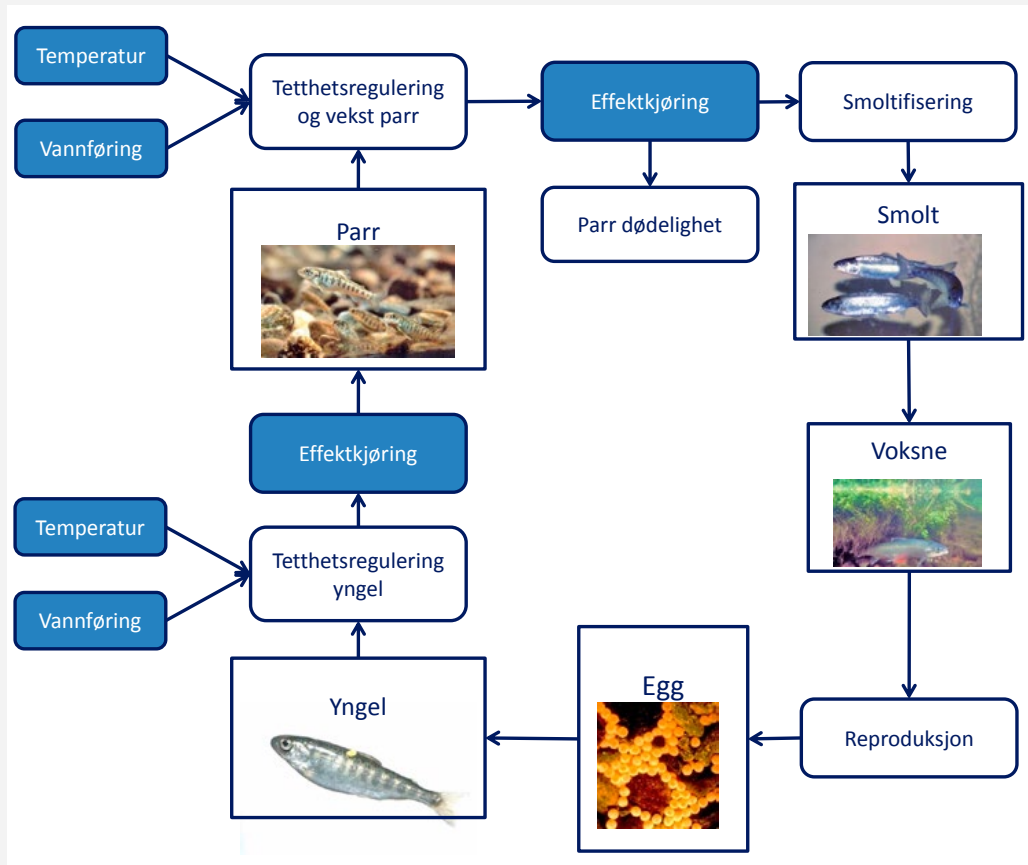 Temperatur
Vannføring
Tetthetsregulering
og vekst parr
Effektkjøring
Smoltifisering
Parr dødelighet
Parr
Smolt
Effektkjøring
Voksne
Temperatur
Vannføring
Tetthetsregulering
yngel
Yngel
Egg
Reproduksjon